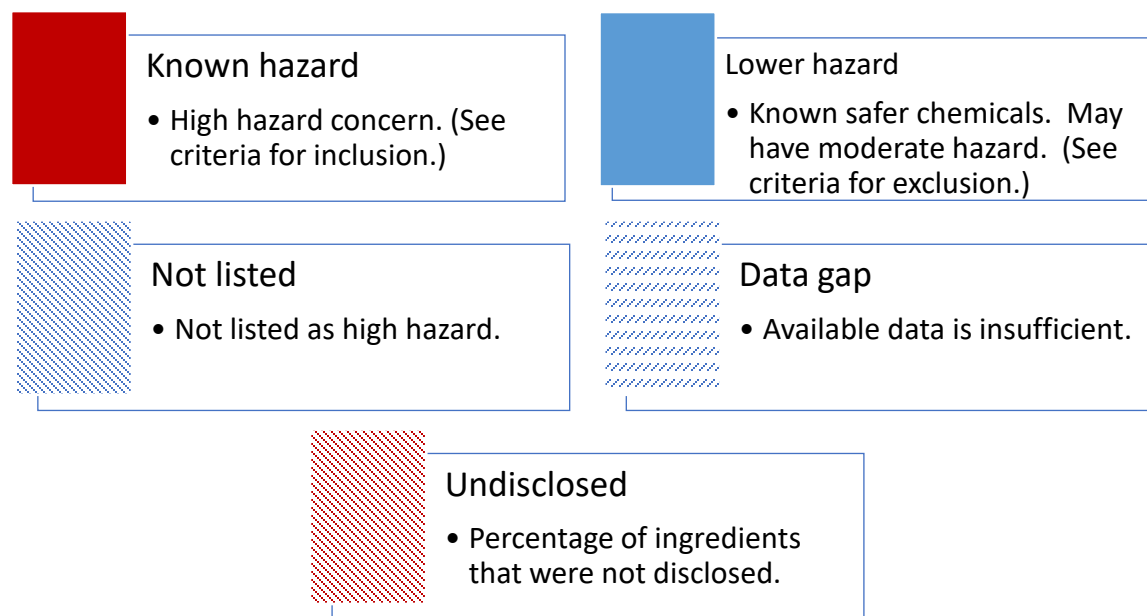 Known hazard
• High hazard concern. (See
criteria for inclusion.)
Lower hazard
• Known safer chemicals.  May
have moderate hazard.  (See
criteria for exclusion.)
Not listed
• Not listed as high hazard.
Data gap
• Available data is insufficient.
Undisclosed
• Percentage of ingredients
that were not disclosed.